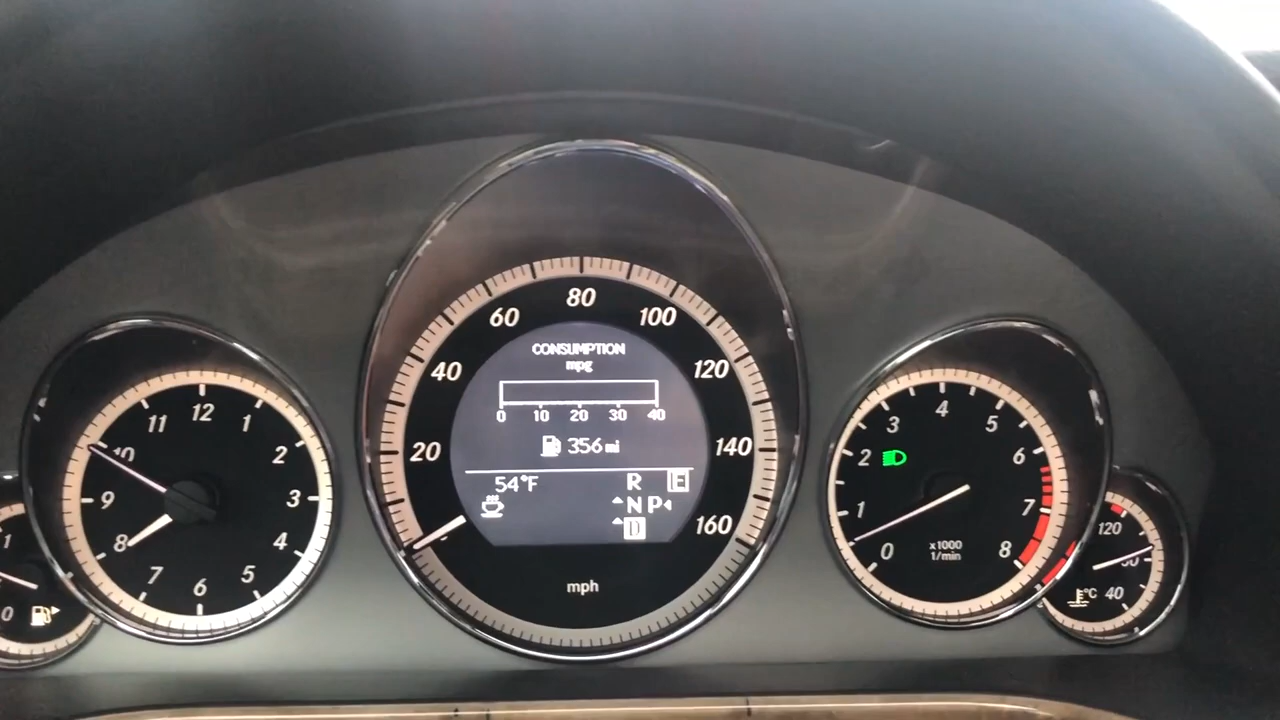 CONSUMPTION
mpg
0 10 20 30 40
356 mi
54°F
R E
N P
D
0 20 40 60 80 100 120 140 160
mph
12 1 2 3 4 5 6 7 8 9 10 11
0 1 2 3 4 5 6 7 8
x1000
1/min
120
40
°C
1
0